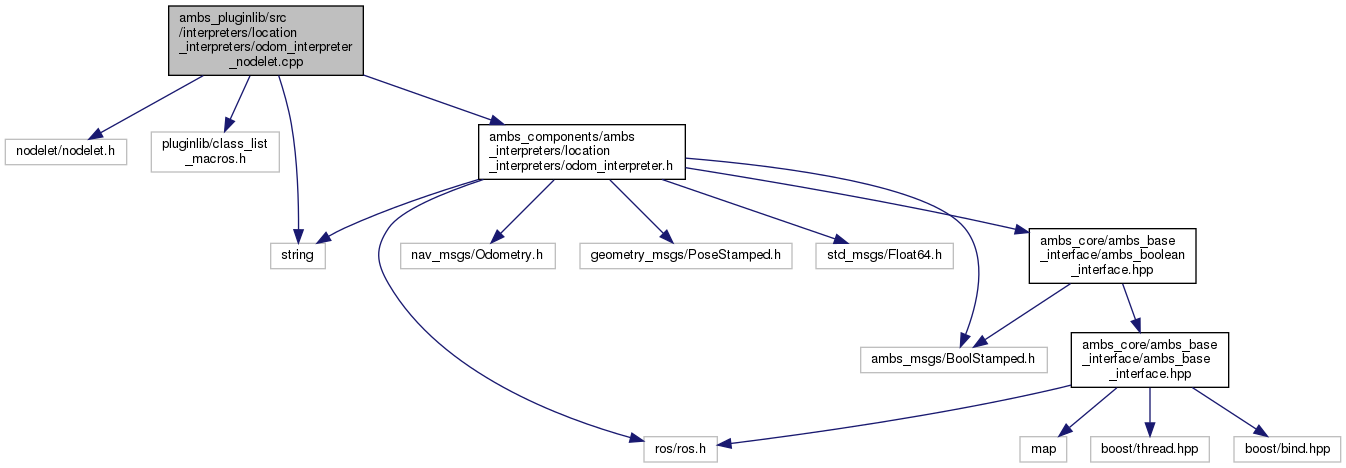 ambs_pluginlib/src
/interpreters/location
_interpreters/odom_interpreter
_nodelet.cpp
nodelet/nodelet.h
pluginlib/class_list
_macros.h
ambs_components/ambs
_interpreters/location
_interpreters/odom_interpreter.h
string
nav_msgs/Odometry.h
geometry_msgs/PoseStamped.h
std_msgs/Float64.h
ambs_core/ambs_base
_interface/ambs_boolean
_interface.hpp
ambs_msgs/BoolStamped.h
ambs_core/ambs_base
_interface/ambs_base
_interface.hpp
ros/ros.h
map
boost/thread.hpp
boost/bind.hpp